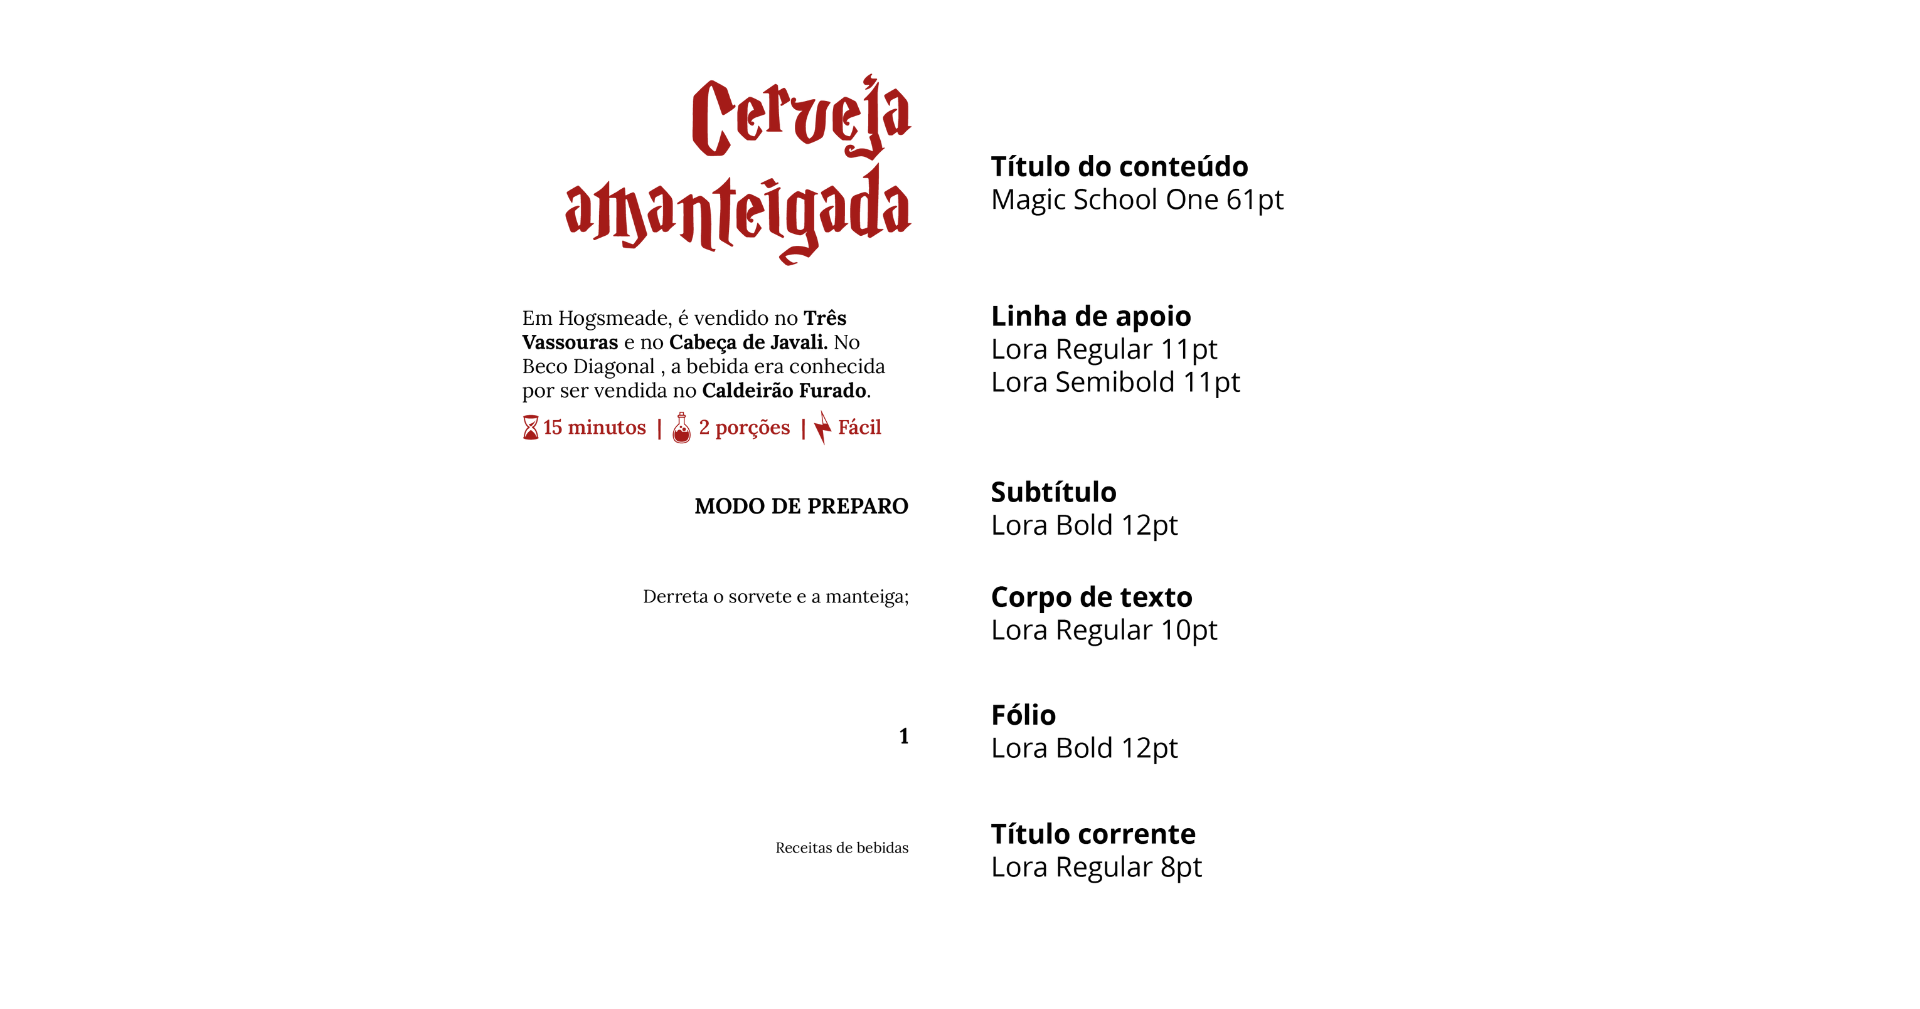 Cerveja
amanteigada
Título do conteúdo
Magic School One 61pt
Em Hogsmeade, é vendido no Três
Vassouras e no Cabeça de Javali. No
Beco Diagonal , a bebida era conhecida
por ser vendida no Caldeirão Furado.
15 minutos | 2 porções | Fácil
Linha de apoio
Lora Regular 11pt
Lora Semibold 11pt
MODO DE PREPARO
Subtítulo
Lora Bold 12pt
Derreta o sorvete e a manteiga;
Corpo de texto
Lora Regular 10pt
1
Fólio
Lora Bold 12pt
Receitas de bebidas
Título corrente
Lora Regular 8pt